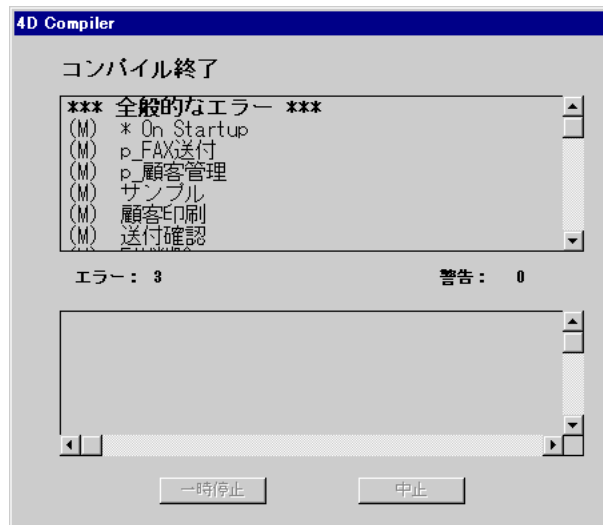 4D Compiler
コンパイル終了
*** 全般的なエラー ***
(M) * On Startup
(M) p_FAX送付
(M) p_顧客管理
(M) サンプル
(M) 顧客印刷
(M) 送付確認
エラー： 3 警告： 0
一時停止 中止